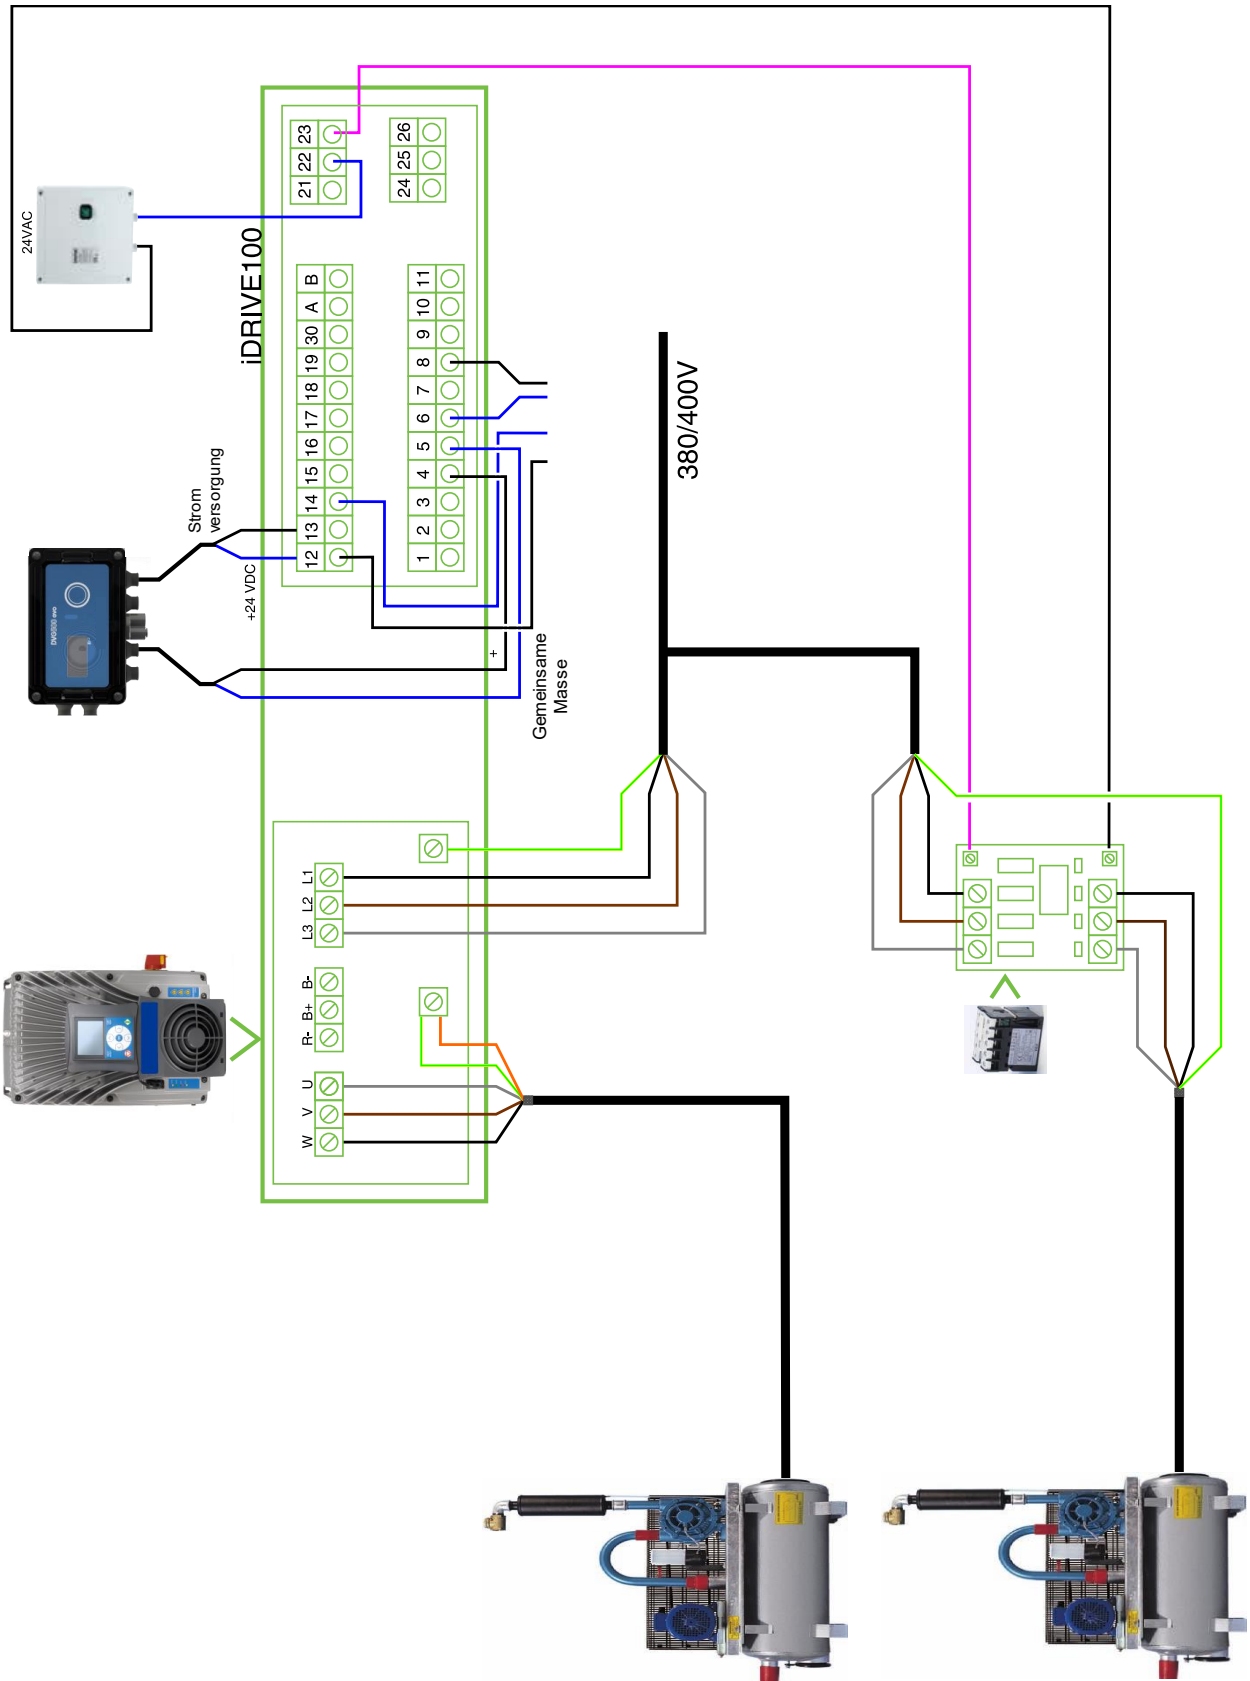 24VAC
iDRIVE100
21 22 23
24 25 26
Strom
versorgung
+24 VDC
12 13 14 15 16 17 18 19 30 A B
1 2 3 4 5 6 7 8 9 10 11
+
Gemeinsame
Masse
380/400V
W V U R- B+ B- L3 L2 L1